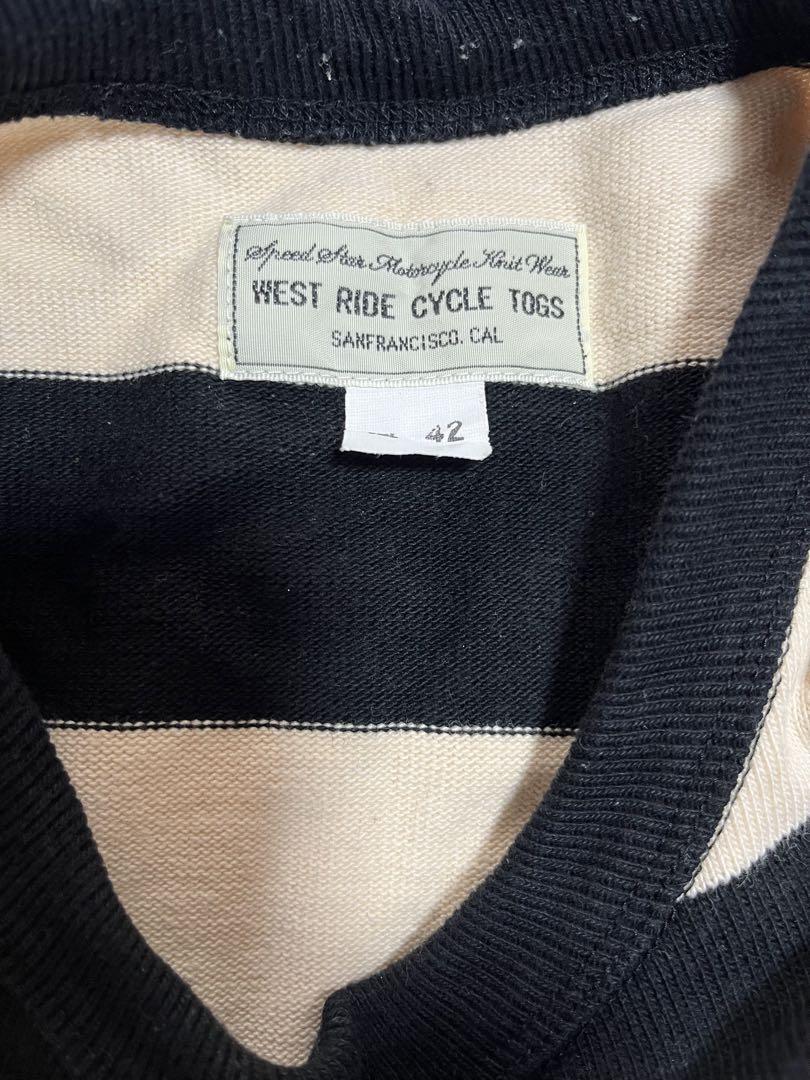 Speed Star Motorcycle Knit Wear
WEST RIDE CYCLE TOGS
SANFRANCISCO. CAL
42